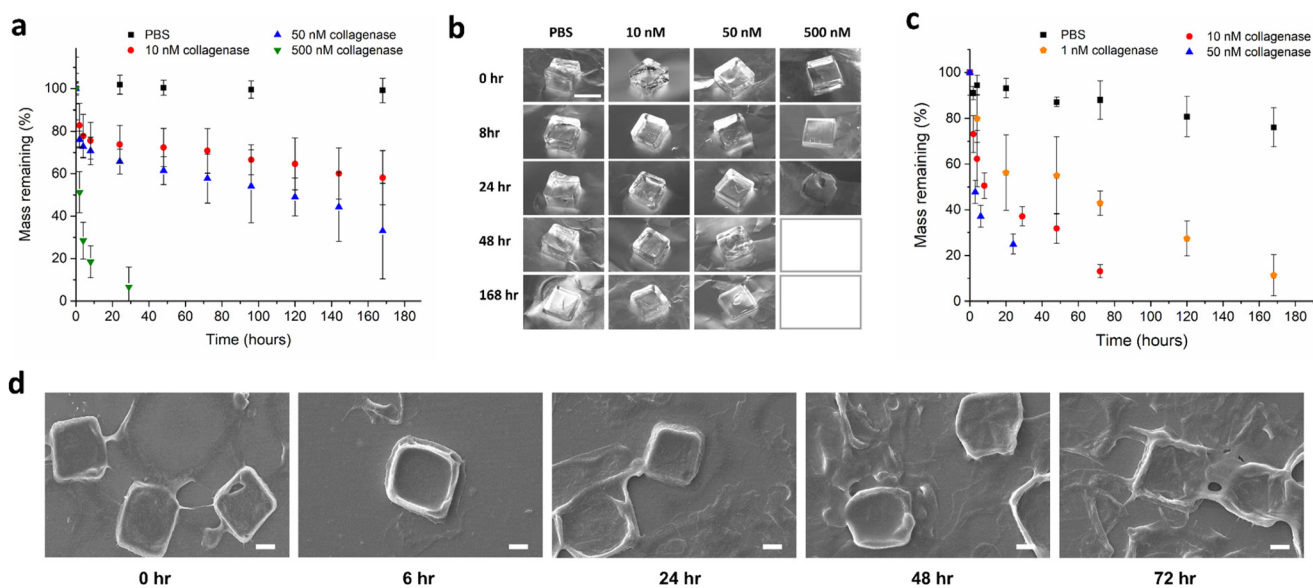 a
PBS
10 nM collagenase
50 nM collagenase
500 nM collagenase
Mass remaining (%)
100
80
60
40
20
0
0 20 40 60 80 100 120 140 160 180
Time (hours)
b
PBS 10 nM 50 nM 500 nM
0 hr
8hr
24 hr
48 hr
168 hr
c
PBS
1 nM collagenase
10 nM collagenase
50 nM collagenase
Mass remaining (%)
100
80
60
40
20
0
0 20 40 60 80 100 120 140 160 180
Time (hours)
d
0 hr 6 hr 24 hr 48 hr 72 hr